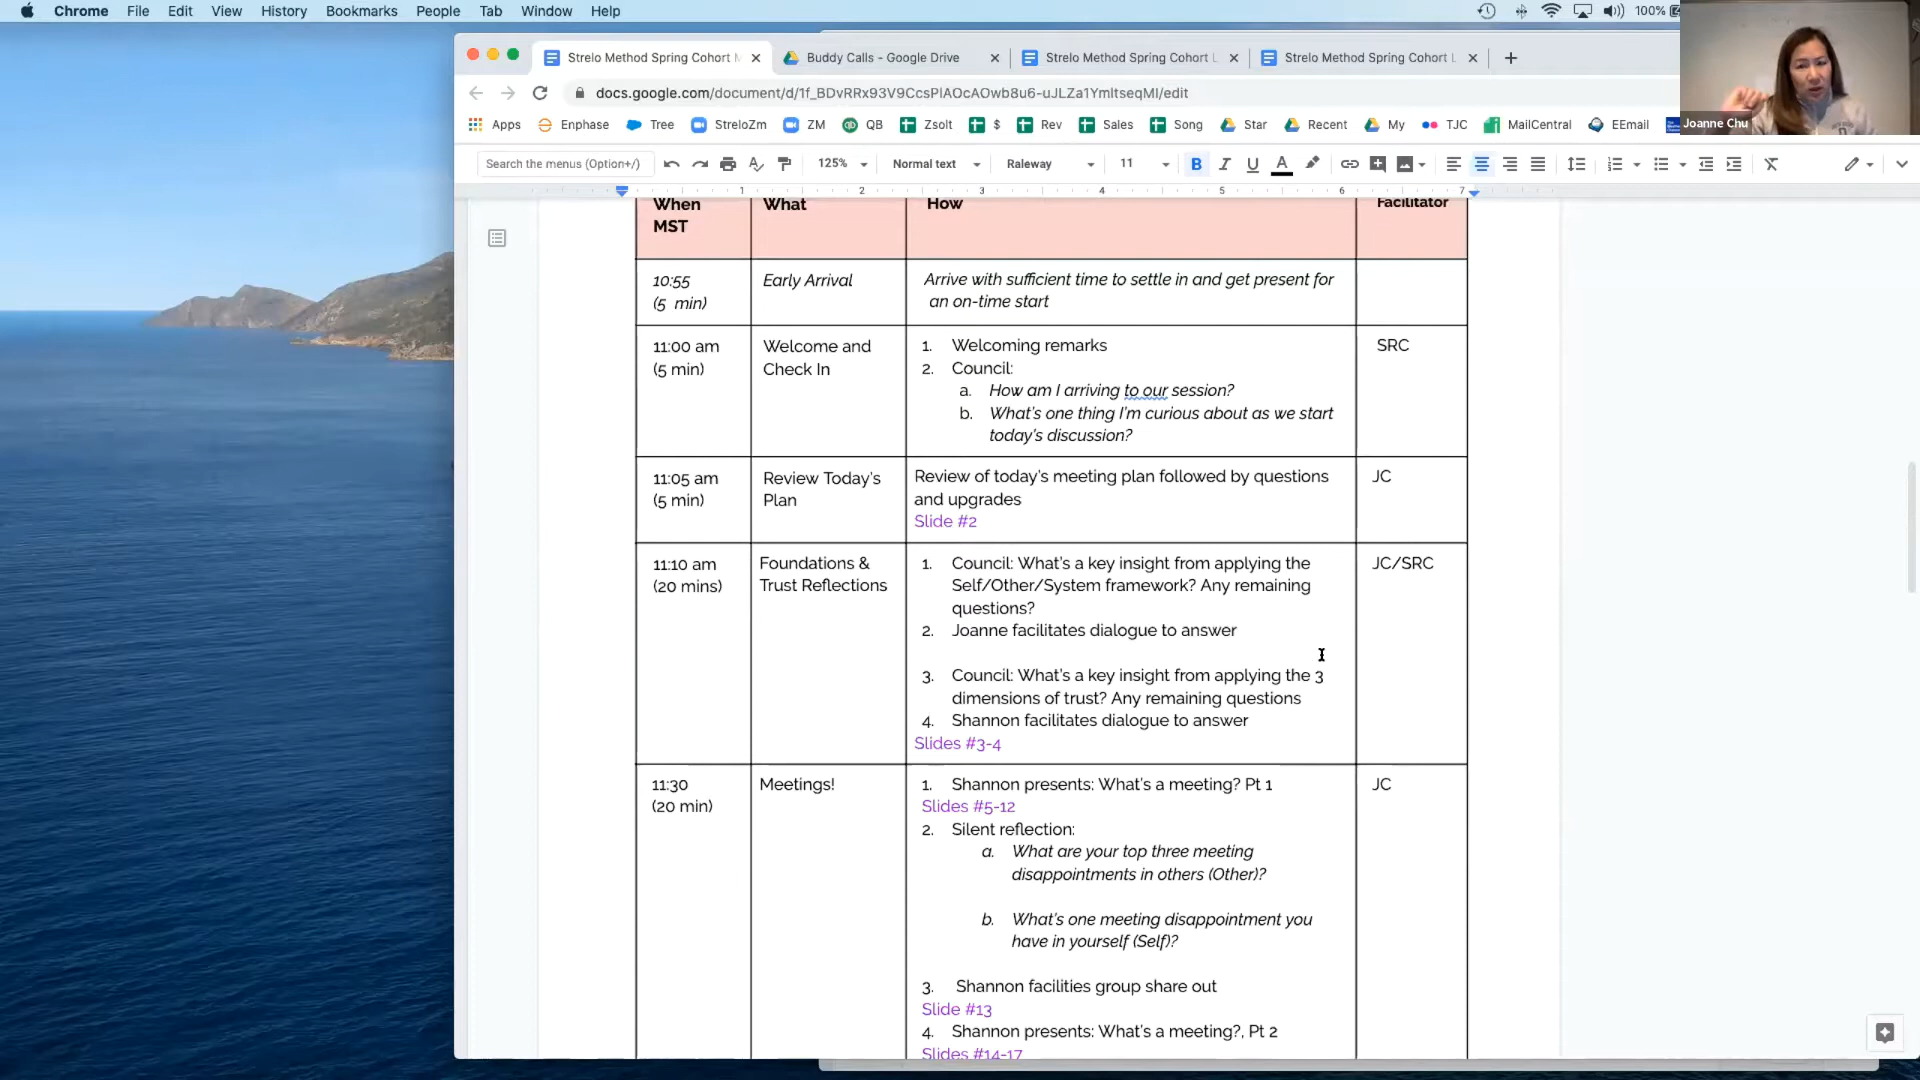 Chrome File Edit View History Bookmarks People Tab Window Help
100%
Strelo Method Spring Cohort
Buddy Calls - Google Drive
Strelo Method Spring Cohort L
Strelo Method Spring Cohort L
docs.google.com/document/d/1f_BDvRRx93V9CcsPlAOcAOwb8u6-uJLZa1YmltseqMI/edit
Joanne Chu
Apps Enphase Tree StreloZm ZM QB Zsolt $ Rev Sales Song Star Recent My TJC MailCentral EEmail
Search the menus (Option+/) 125% Normal text Raleway 11 B I U A
1 2 3 4 5 6 7
When MST
What
How
Facilitator
10:55
(5 min)
Early Arrival
Arrive with sufficient time to settle in and get present for
an on-time start
11:00 am
(5 min)
Welcome and
Check In
1. Welcoming remarks
2. Council:
a. How am I arriving to our session?
b. What's one thing I'm curious about as we start
today's discussion?
SRC
11:05 am
(5 min)
Review Today's
Plan
Review of today's meeting plan followed by questions
and upgrades
Slide #2
JC
11:10 am
(20 mins)
Foundations &
Trust Reflections
1. Council: What's a key insight from applying the
Self/Other/System framework? Any remaining
questions?
2. Joanne facilitates dialogue to answer
3. Council: What's a key insight from applying the 3
dimensions of trust? Any remaining questions
4. Shannon facilitates dialogue to answer
Slides #3-4
JC/SRC
11:30
(20 min)
Meetings!
1. Shannon presents: What's a meeting? Pt 1
Slides #5-12
2. Silent reflection:
a. What are your top three meeting
disappointments in others (Other)?
b. What's one meeting disappointment you
have in yourself (Self)?
3. Shannon facilities group share out
Slide #13
4. Shannon presents: What's a meeting?, Pt 2
Slides #14-17
JC